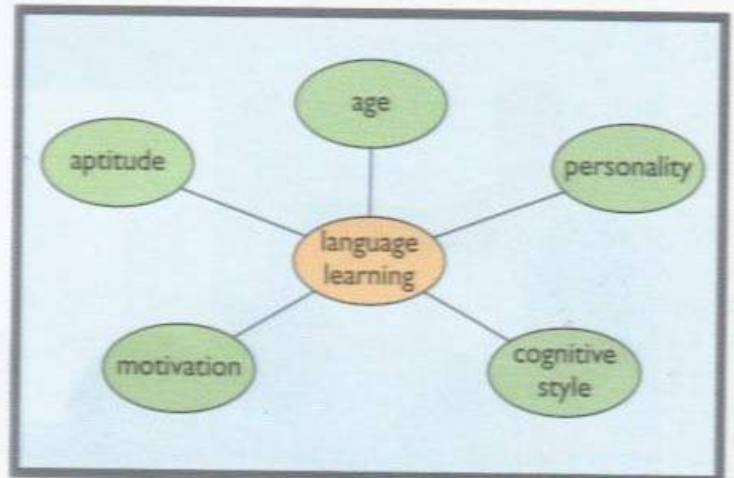 age
aptitude
personality
language
learning
motivation
cognitive
style